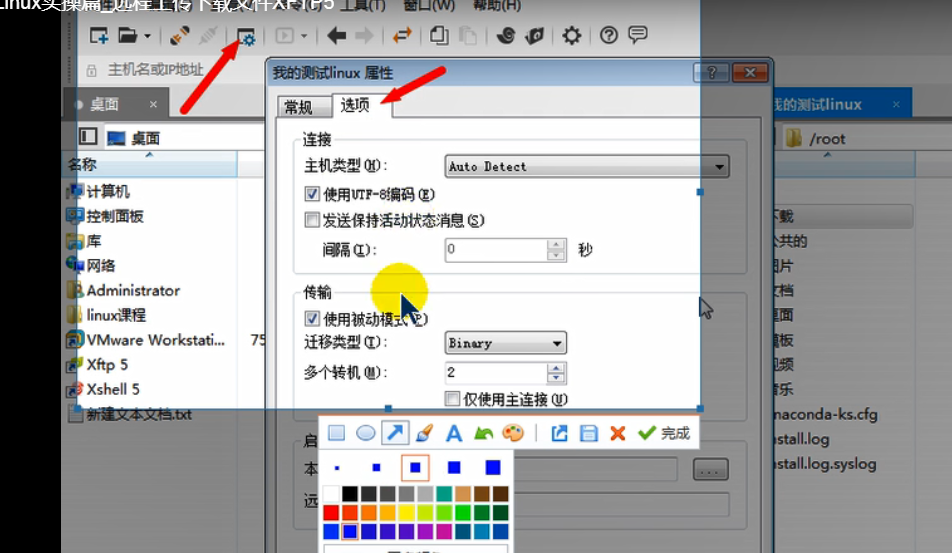 Linux实操篇_远程上传下载文件XFTP5
工具(T) 窗口(W) 帮助(H)
主机名或IP地址
我的测试linux 属性
桌面
常规 选项
我的测试linux
桌面
/root
名称
连接
主机类型(H): Auto Detect
计算机
使用UTF-8编码(E)
控制面板
发送保持活动状态消息(S)
库
间隔(I): 0 秒
公共的
网络
图片
Administrator
传输
文档
linux课程
使用被动模式(P)
桌面
VMware Workstati... 75
迁移类型(T): Binary
模板
Xftp 5
多个转机(M): 2
视频
Xshell 5
仅使用主连接(U)
音乐
新建文本文档.txt
naconda-ks.cfg
完成
nstall.log
...
nstall.log.syslog